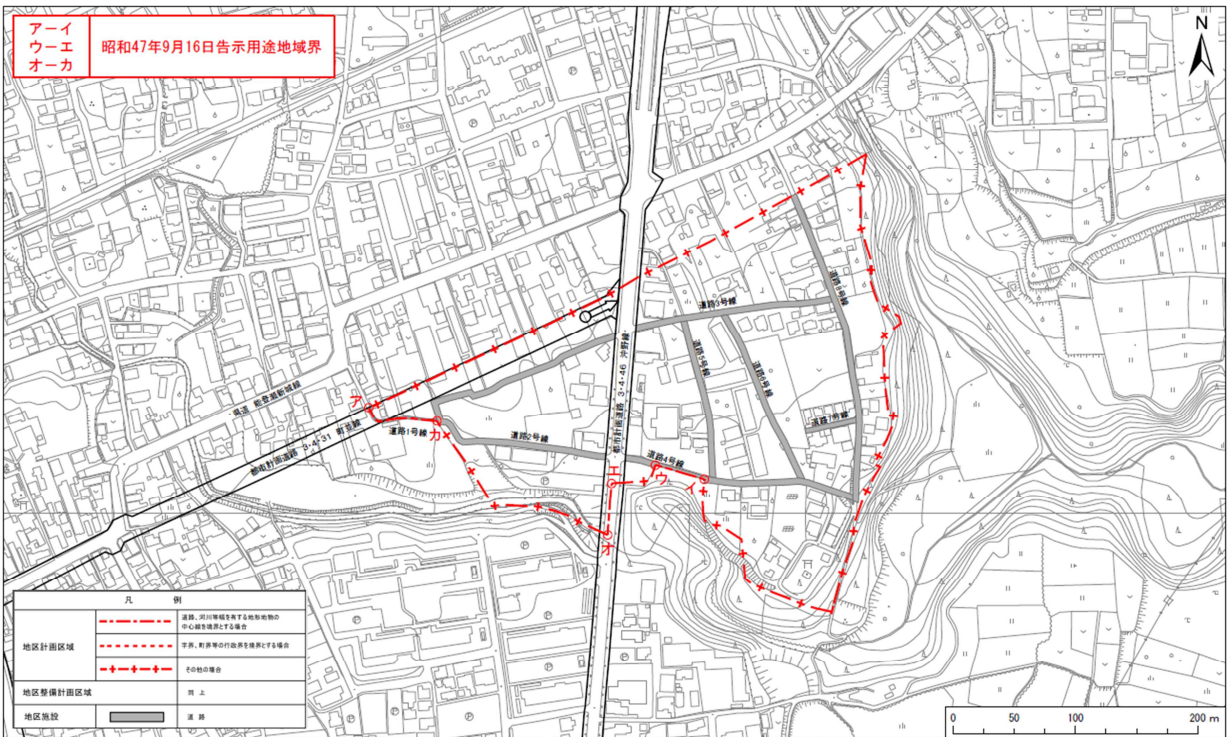 アーイ
ウーエ
オーカ
昭和47年9月16日告示用途地域界
N
道路8号線
道路3号線
道路5号線
道路6号線
道路7号線
都市計画道路 3・4・46 沖野線
県道 能登瀬新城線
都市計画道路 3・4・31 町並線
ア
カ
道路1号線
道路2号線
道路4号線
エ
ウ
イ
オ
凡 例
地区計画区域
道路、河川等幅を有する地形地物の
中心線を境界とする場合
字界、町界等の行政界を境界とする場合
その他の場合
地区整備計画区域
同 上
地区施設
道 路
0 50 100 200 m